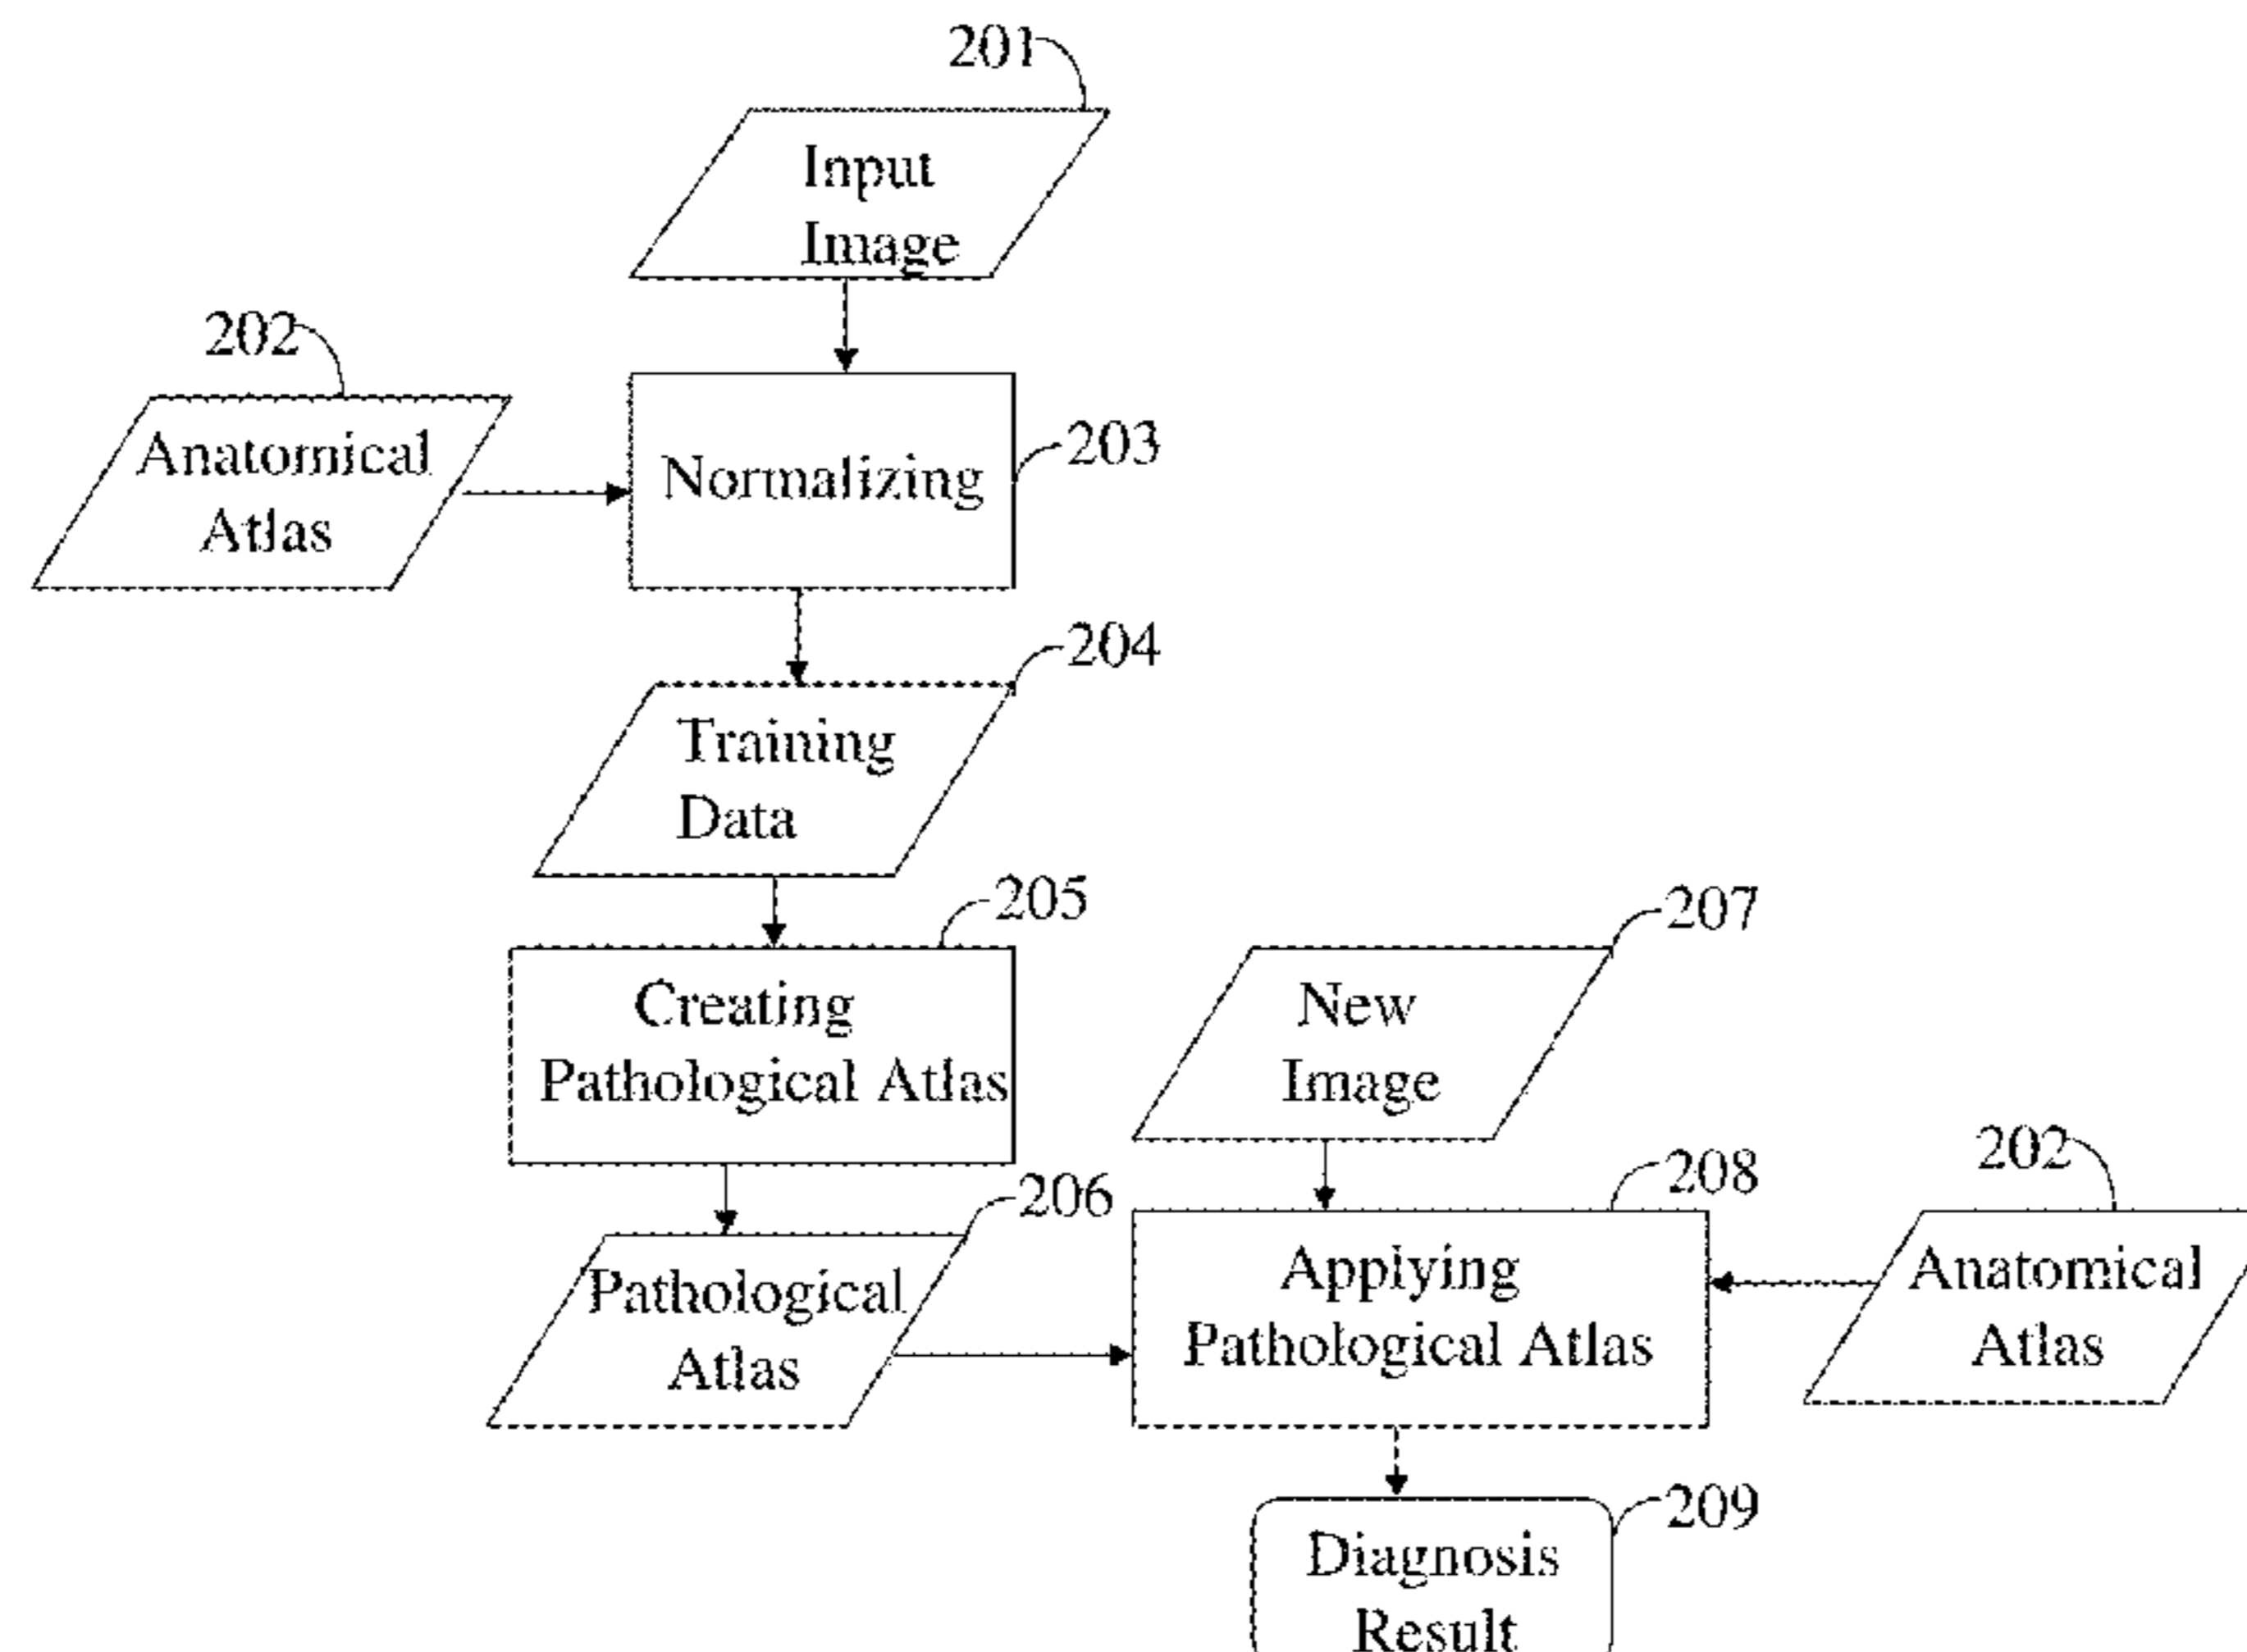 201
Input
Image
202
Anatomical
Atlas
203
Normalizing
204
Training
Data
205
Creating
Pathological Atlas
207
New
Image
206
Pathological
Atlas
208
Applying
Pathological Atlas
202
Anatomical
Atlas
209
Diagnosis
Result